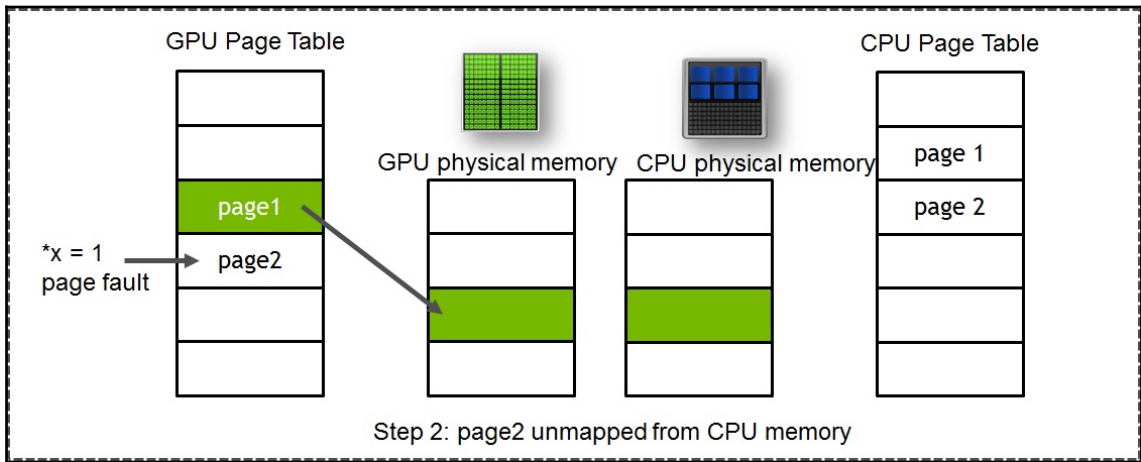 GPU Page Table
CPU Page Table
GPU physical memory
CPU physical memory
page 1
page1
page 2
*x = 1
page fault
page2
Step 2: page2 unmapped from CPU memory